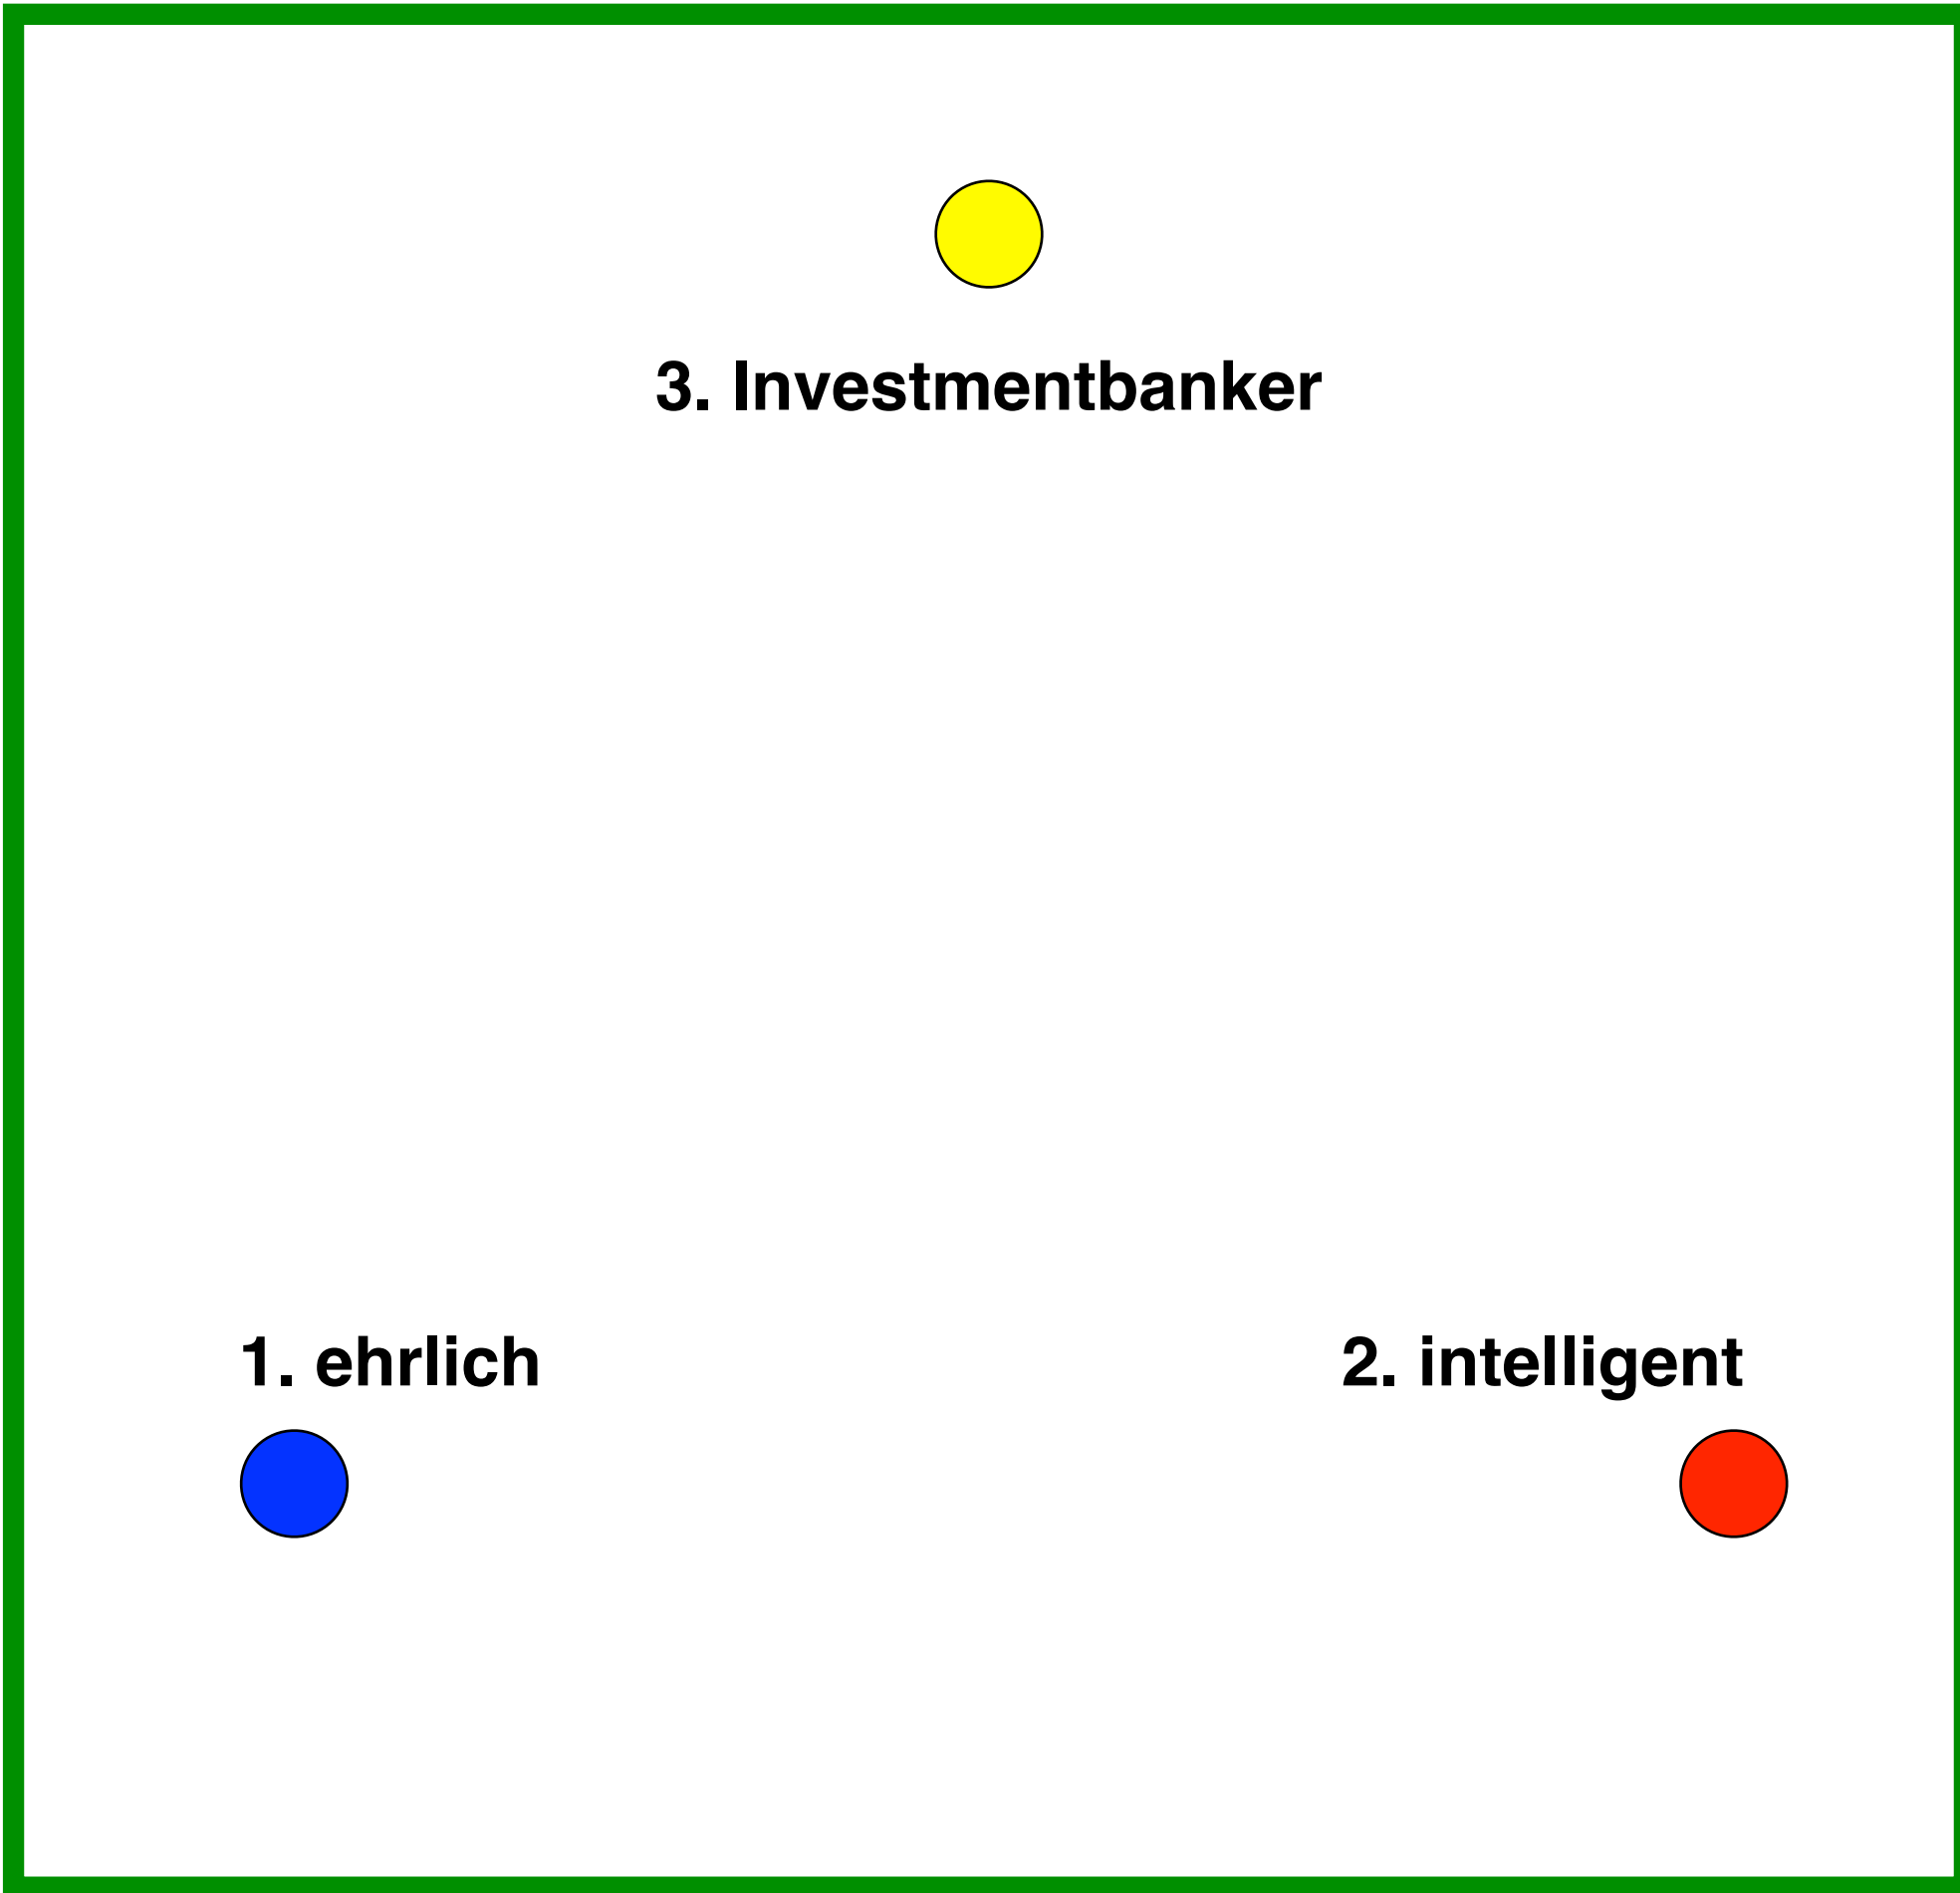 3. Investmentbanker
1. ehrlich
2. intelligent